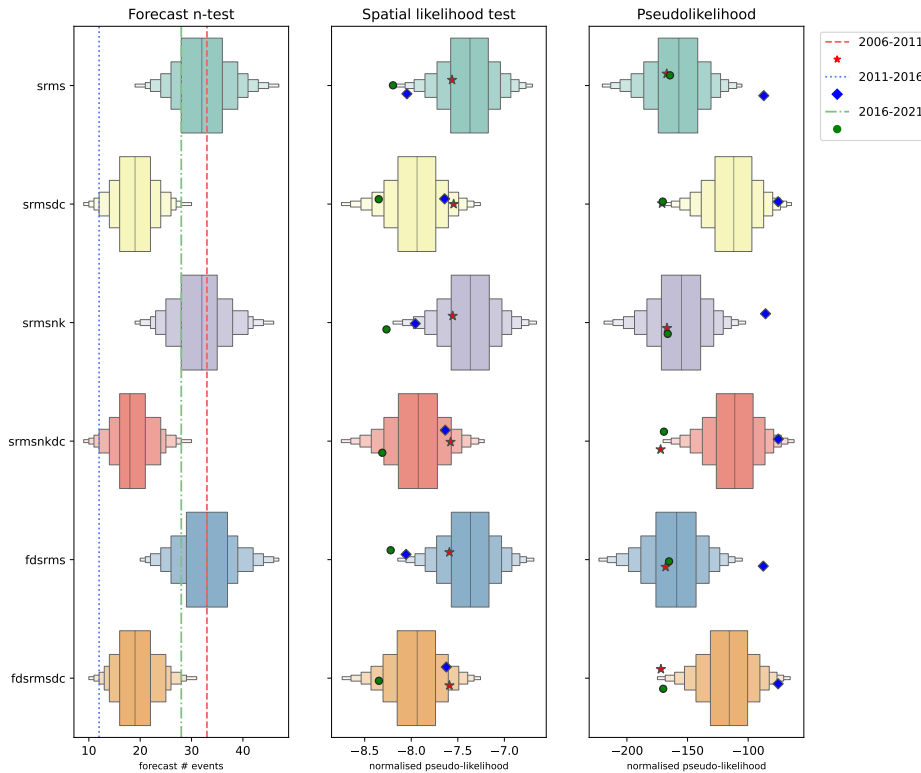 Forecast n-test
Spatial likelihood test
Pseudolikelihood
2006-2011
2011-2016
2016-2021
srms
srmsdc
srmsnk
srmsnkdc
fdsrms
fdsrmsdc
10 20 30 40
−8.5 −8.0 −7.5 −7.0
−200 −150 −100
forecast # events
normalised pseudo-likelihood
normalised pseudo-likelihood